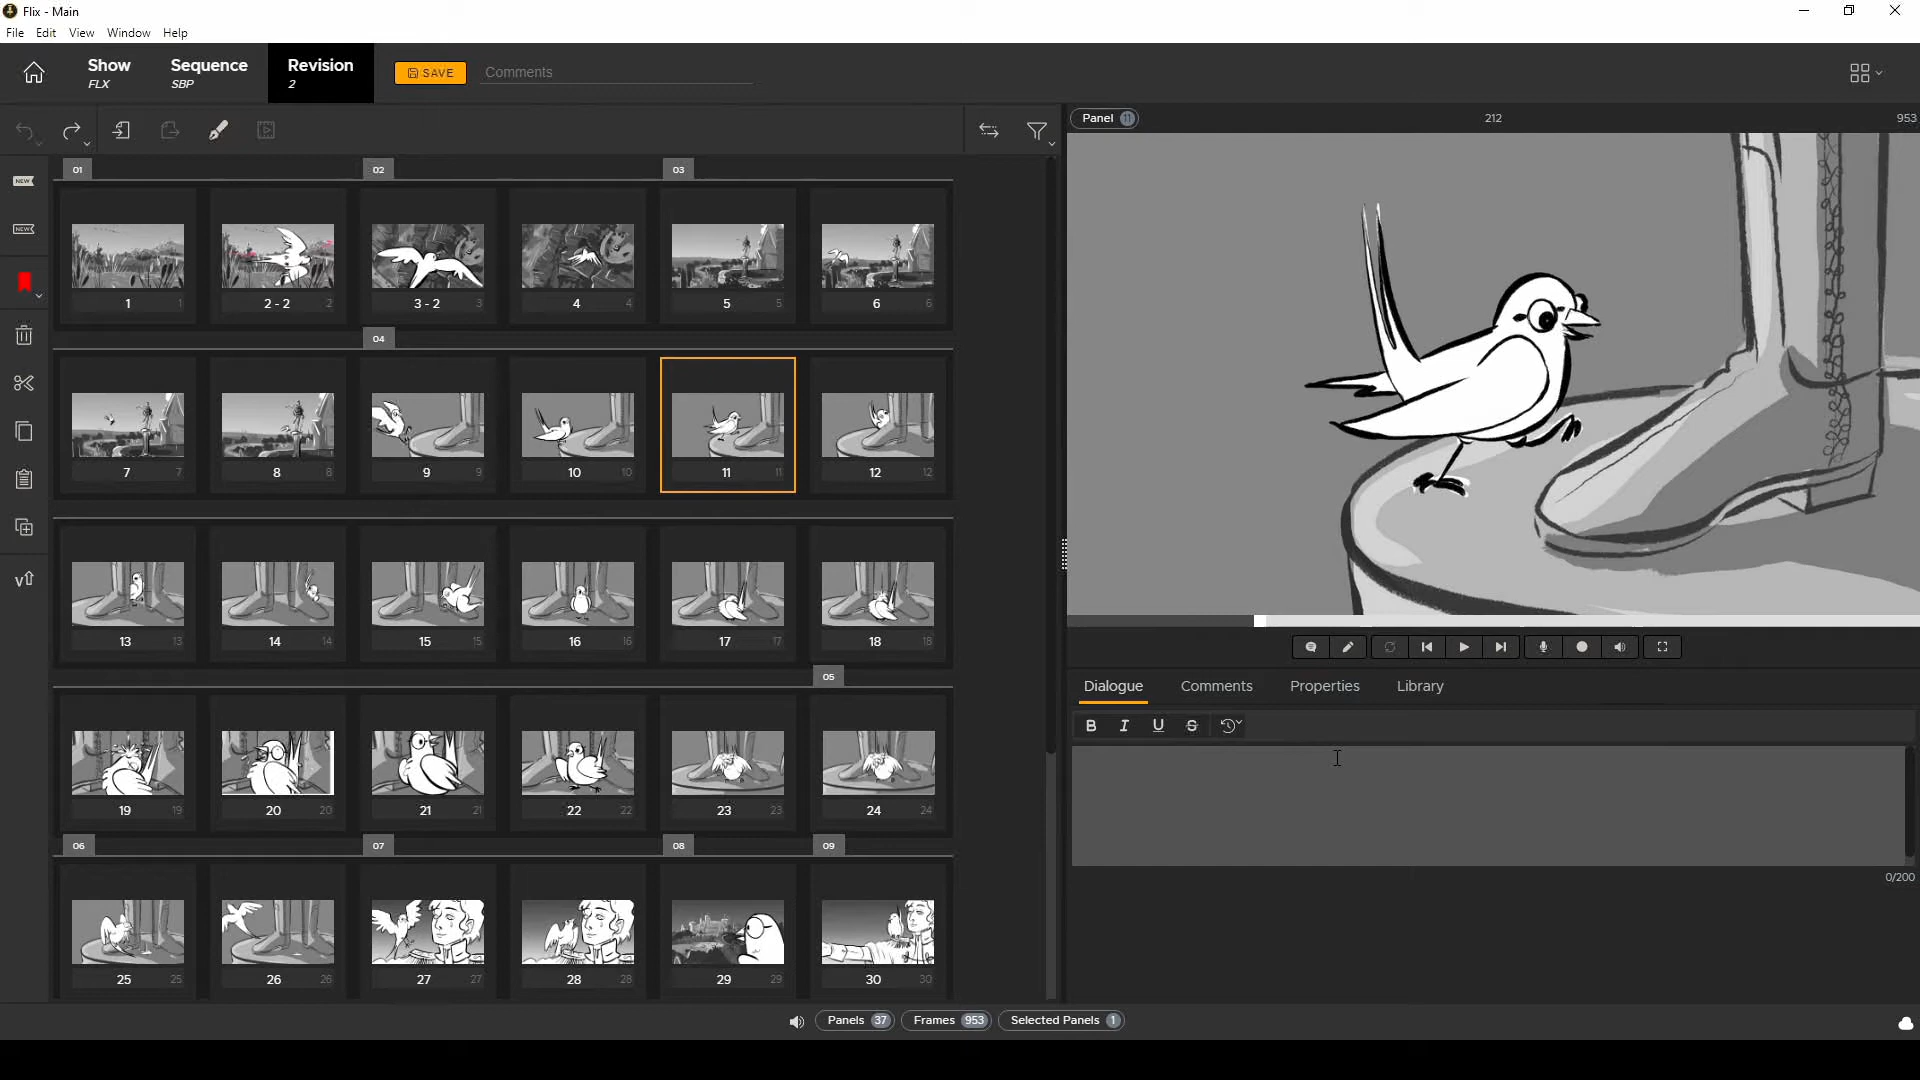 Flix - Main
File Edit View Window Help
Show Sequence Revision
FLX SBP 2
SAVE Comments
Panel 11 212 953
01 02 03
NEW
1 1 2 - 2 2 3 - 2 3 4 4 5 5 6 6
NEW
04
7 7 8 8 9 9 10 10 11 11 12 12
13 13 14 14 15 15 16 16 17 17 18 18
V
05
19 19 20 20 21 21 22 22 23 23 24 24
06 07 08 09
25 25 26 26 27 27 28 28 29 29 30 30
Dialogue Comments Properties Library
B I U S
0/200
Panels 37 Frames 953 Selected Panels 1